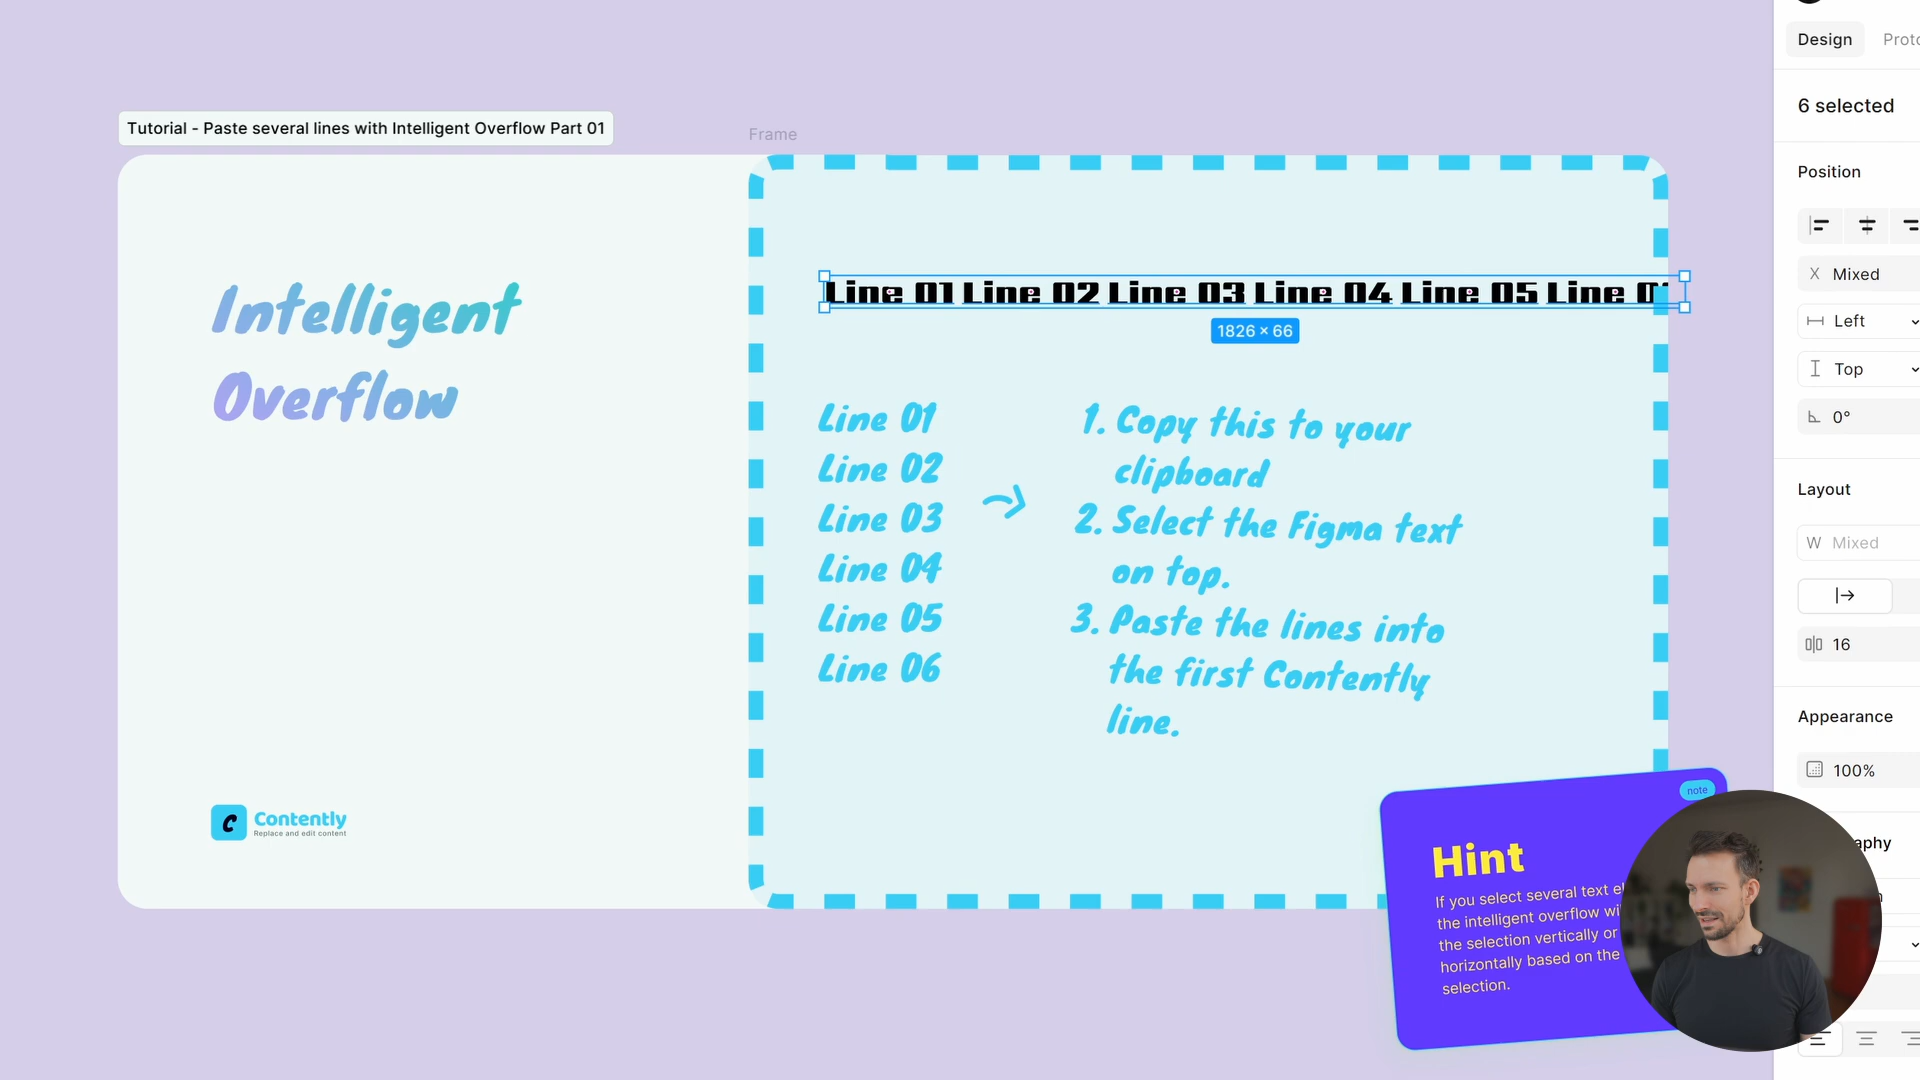 Design
6 selected
Position
Tutorial - Paste several lines with Intelligent Overflow Part 01
Frame
Line 01 Line 02 Line 03 Line 04 Line 05 Line
1826 × 66
X Mixed
Left
Top
0°
Intelligent
Overflow
Line 01
Line 02
Line 03
Line 04
Line 05
Line 06
1. Copy this to your
clipboard
2. Select the Figma text
on top.
3. Paste the lines into
the first Contently
line.
Layout
W Mixed
16
Appearance
100%
C
Contently
Replace and edit content
note
Hint
If you select several text
the intelligent overflow
the selection vertically or
horizontally based on the
selection.